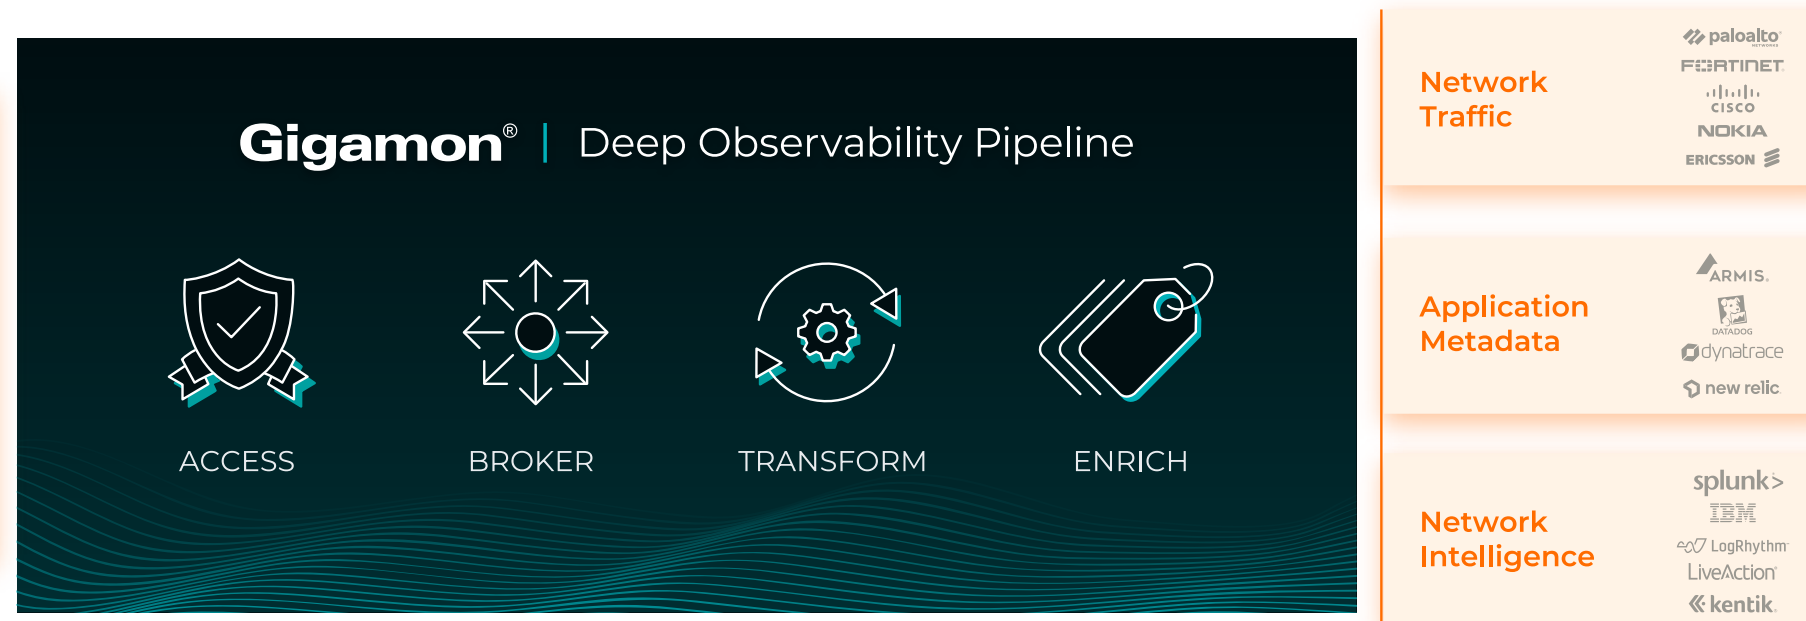 Gigamon® | Deep Observability Pipeline
ACCESS
BROKER
TRANSFORM
ENRICH
Network
Traffic
paloalto
NETWORKS
FORTINET
CISCO
NOKIA
ERICSSON
Application
Metadata
ARMIS.
DATADOG
dynatrace
new relic
Network
Intelligence
splunk>
IBM
LogRhythm
LiveAction
kentik